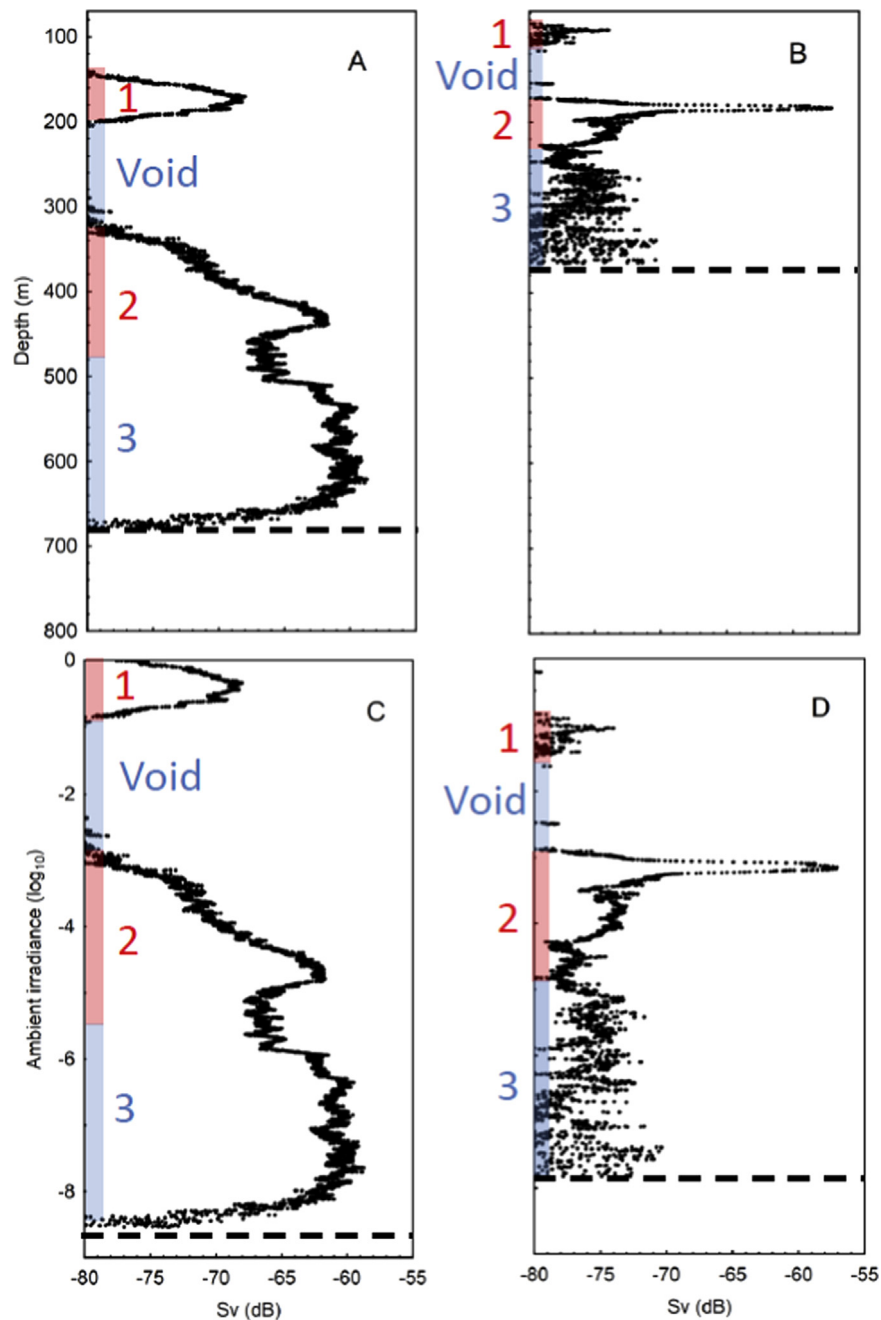 A
100
200
300
400
500
600
700
800
Depth (m)
1
Void
2
3
B
1
Void
2
3
C
0
-2
-4
-6
-8
Ambient irradiance (log10)
1
Void
2
3
-80 -75 -70 -65 -60 -55
Sv (dB)
D
1
Void
2
3
-80 -75 -70 -65 -60 -55
Sv (dB)